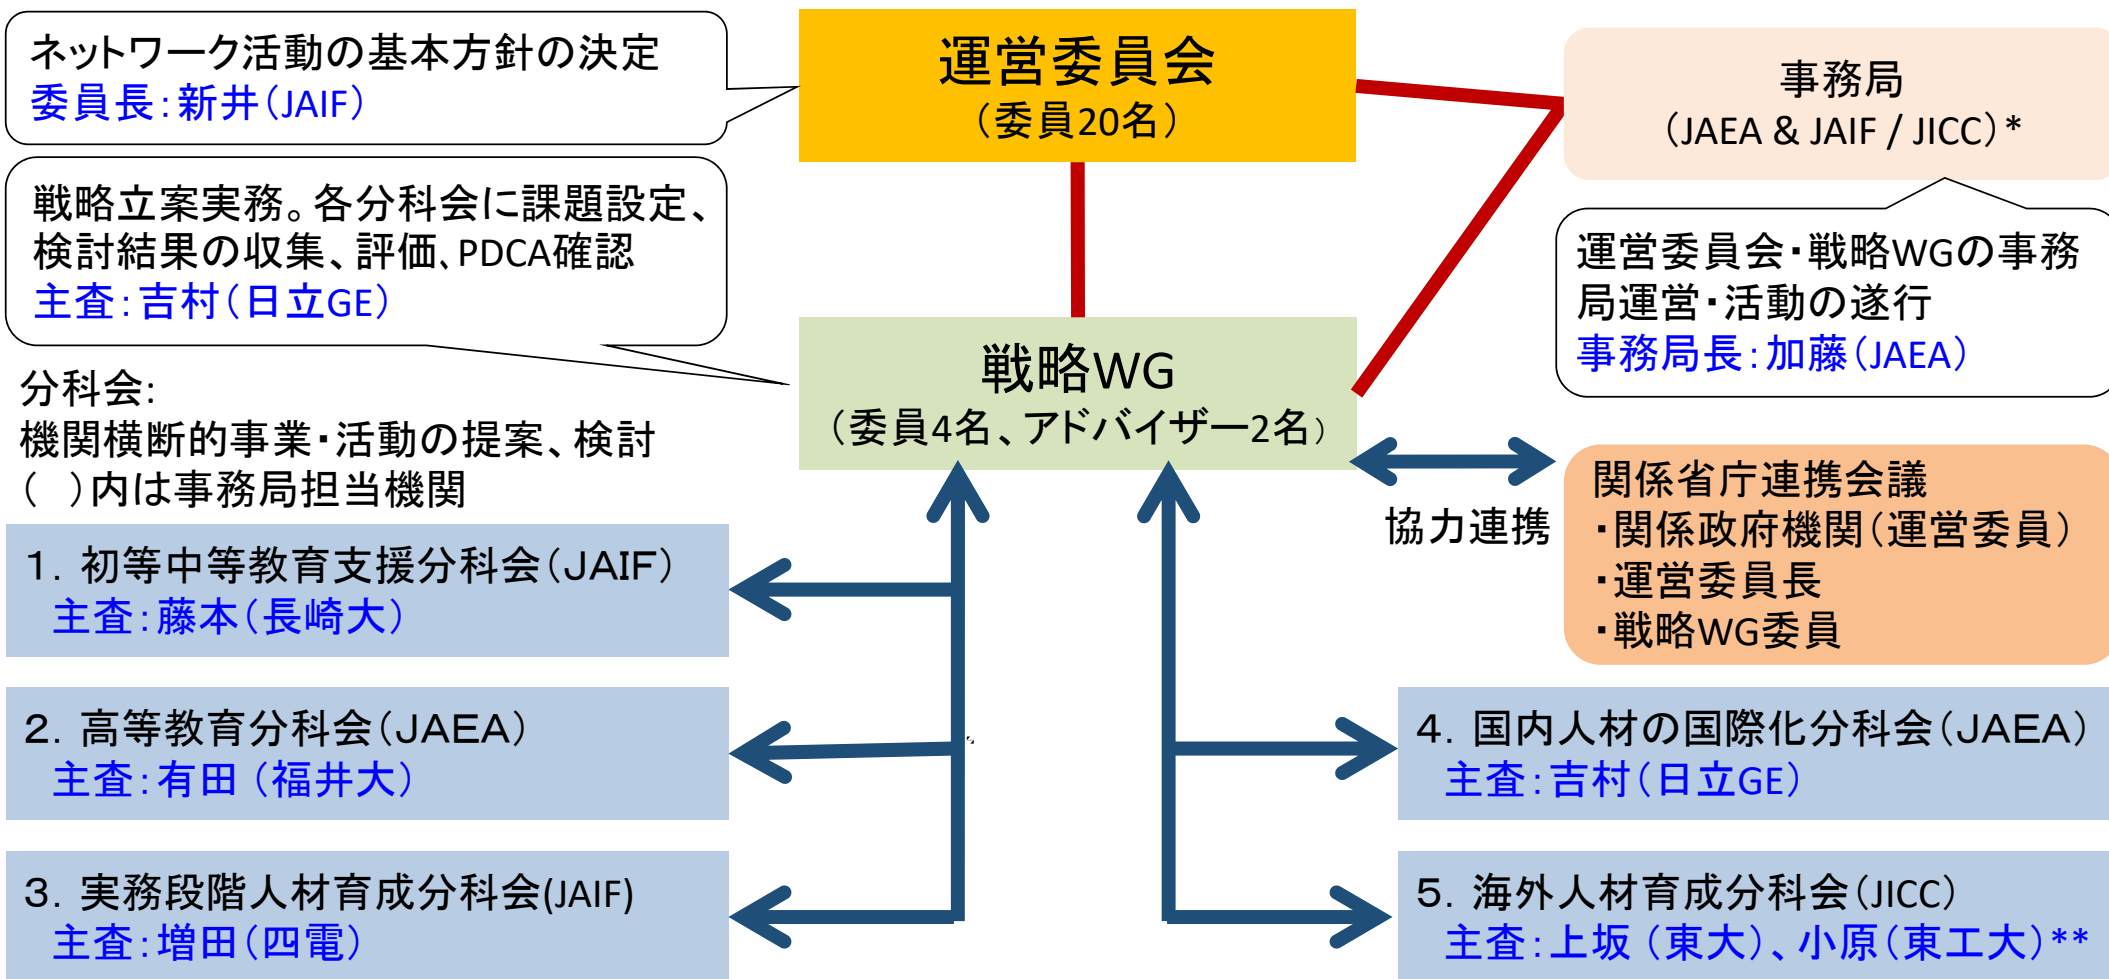 ネットワーク活動の基本方針の決定
委員長：新井（JAIF）
運営委員会
（委員20名）
事務局
（JAEA & JAIF / JICC）*
戦略立案実務。各分科会に課題設定、
検討結果の収集、評価、PDCA確認
主査：吉村（日立GE）
運営委員会・戦略WGの事務
局運営・活動の遂行
事務局長：加藤（JAEA）
戦略WG
（委員4名、アドバイザー2名）
分科会:
機関横断的事業・活動の提案、検討
（　）内は事務局担当機関
協力連携
関係省庁連携会議
・関係政府機関（運営委員）
・運営委員長
・戦略WG委員
１．初等中等教育支援分科会（JAIF）
主査：藤本（長崎大）
２．高等教育分科会（JAEA）
主査：有田（福井大）
３．実務段階人材育成分科会(JAIF)
主査：増田（四電）
４．国内人材の国際化分科会（JAEA）
主査：吉村（日立GE）
５．海外人材育成分科会（JICC）
主査：上坂（東大）、小原（東工大）**